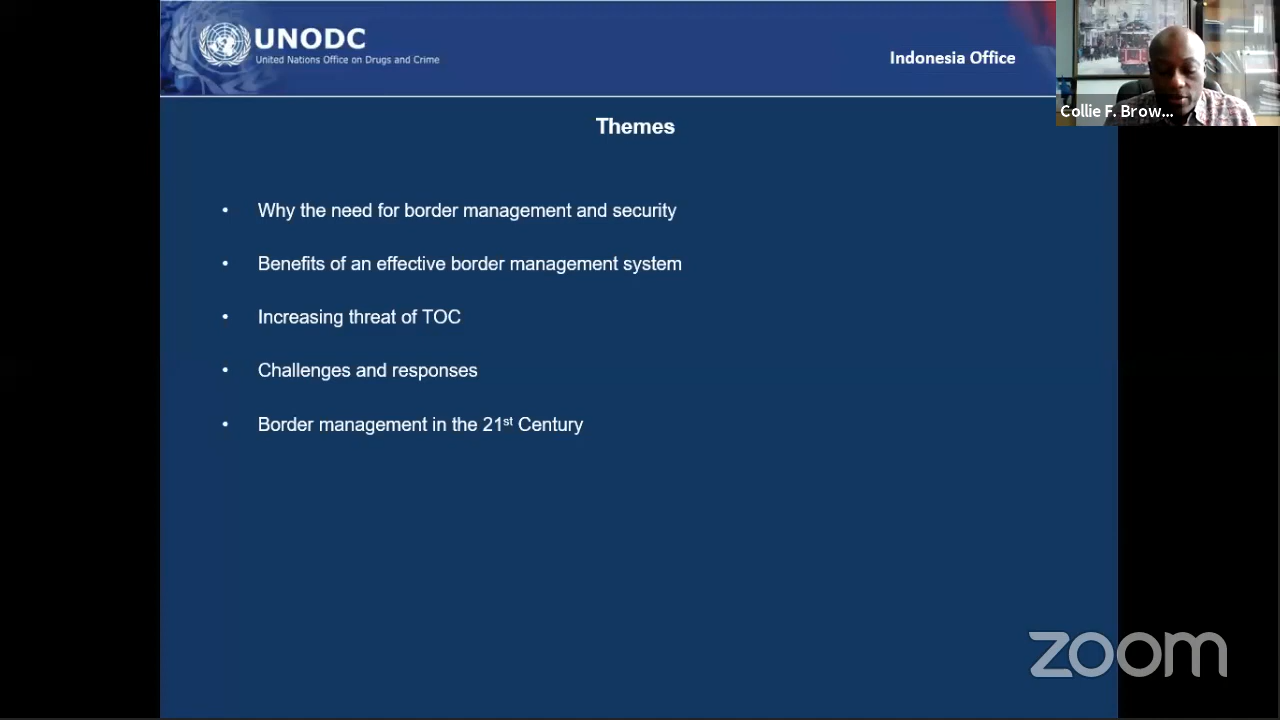 UNODC
United Nations Office on Drugs and Crime
Indonesia Office
Collie F. Brow...
Themes
• Why the need for border management and security
• Benefits of an effective border management system
• Increasing threat of TOC
• Challenges and responses
• Border management in the 21st Century
zoom